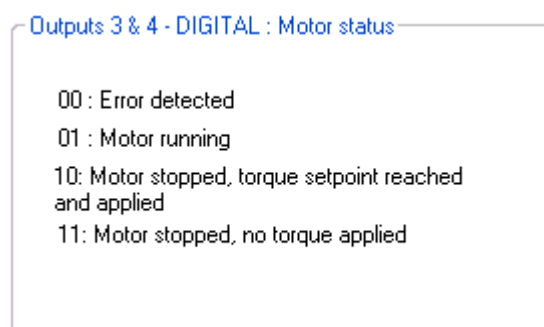 Outputs 3 & 4 - DIGITAL : Motor status
00 : Error detected
01 : Motor running
10: Motor stopped, torque setpoint reached
and applied
11: Motor stopped, no torque applied